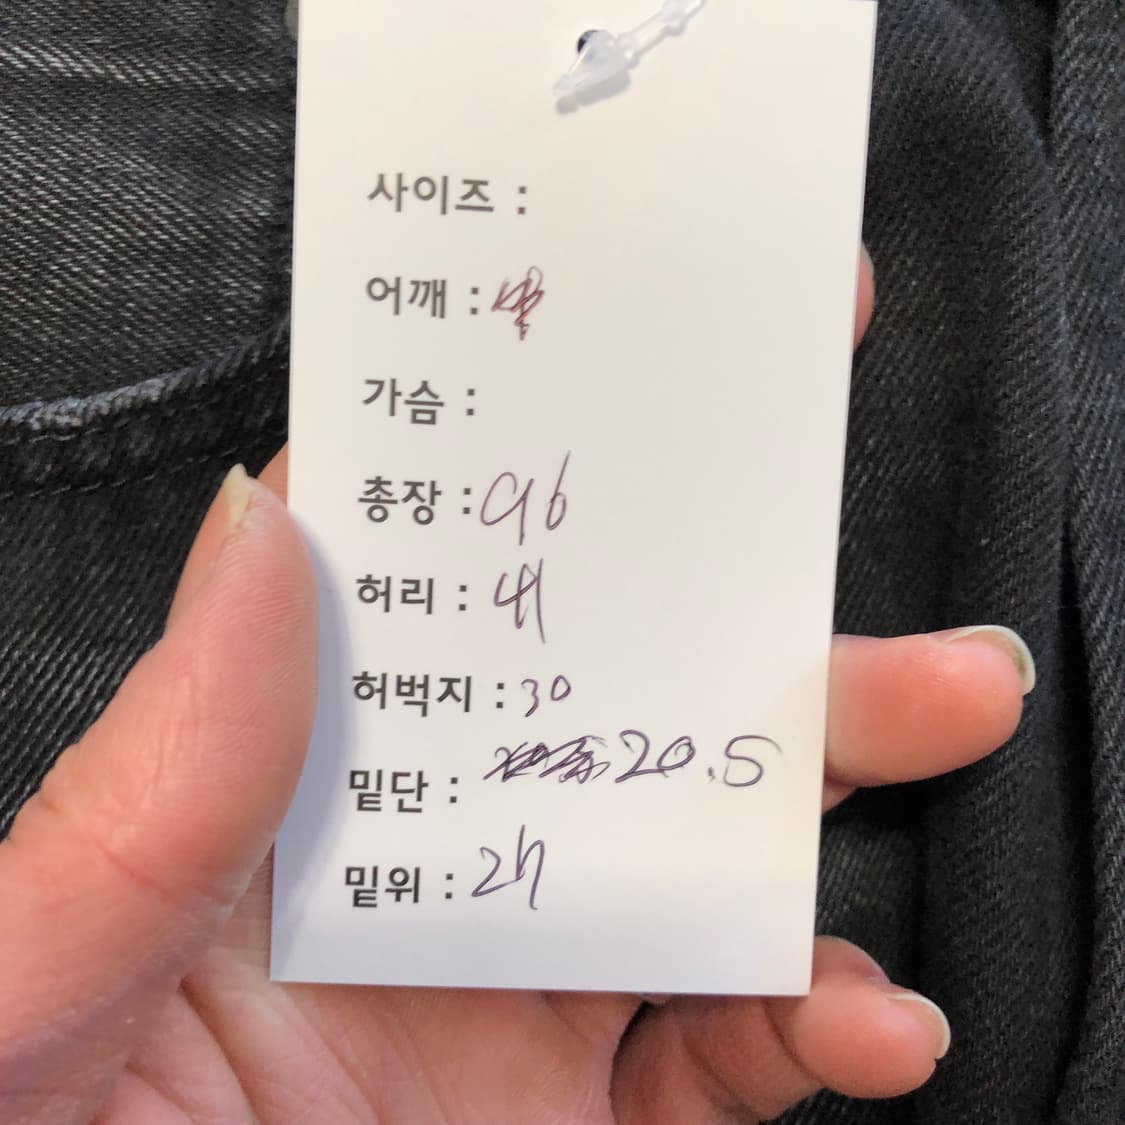 사이즈 :
어깨 :
가슴 :
총장 : 96
허리 : 41
허벅지 : 30
밑단 : 20.5
밑위 : 27